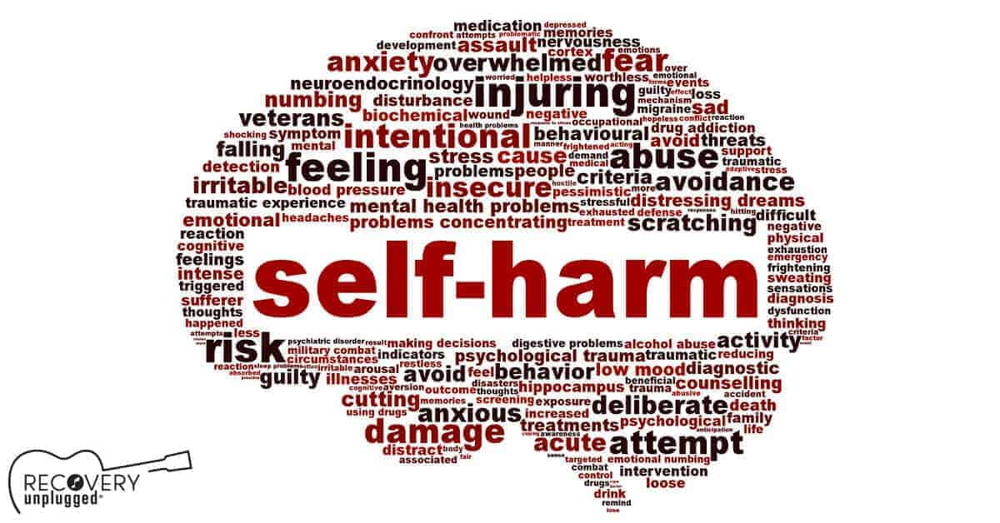 medication depressed
confront attempts problematic memories
development assault nervousness
cortex emotions
anxiety overwhelmed fear over
worried helpless worthless emotional
neuroendocrinology injuring forms events
numbing disturbance guilty effect loss
mechanism
veterans biochemical wound negative migraine sad
health problems occupational hopeless conflict reaction
shocking symptom intentional behavioural drug addiction
mental manner frightened acting avoid threats
falling feeling stress cause demand abuse support
detection problems people medical traumatic
adaptive stress
irritable blood pressure insecure hostile criteria avoidance
pessimistic more
traumatic experience mental health problems stressful distressing dreams
exhausted defense responses hitting difficult
emotional headaches problems concentrating treatment scratching
negative
reaction physical
cognitive exhaustion
feelings emergency
intense frightening
triggered sweating
self-harm
sufferer sensations
thoughts diagnosis
happened dysfunction
thinking
attempts less criteria
risk psychiatric disorder result making decisions digestive problems alcohol abuse activity factor
military combat indicators psychological trauma traumatic reducing
circumstances
reaction sleep problems irritable arousal restless
absorbed guilty illnesses avoid feel behavior low mood diagnostic
cognitive aversion outcome disasters thoughts hippocampus beneficial trauma counselling
abusive accident
cutting memories screening exposure deliberate death
using drugs anxious increased psychological family
damage treatments anticipation life
coping awareness acute attempt
distract body
associated fair
sense targeted emotional numbing
combat intervention
control loose
drugs
drink
remind
lose
RECOVERY
unplugged®